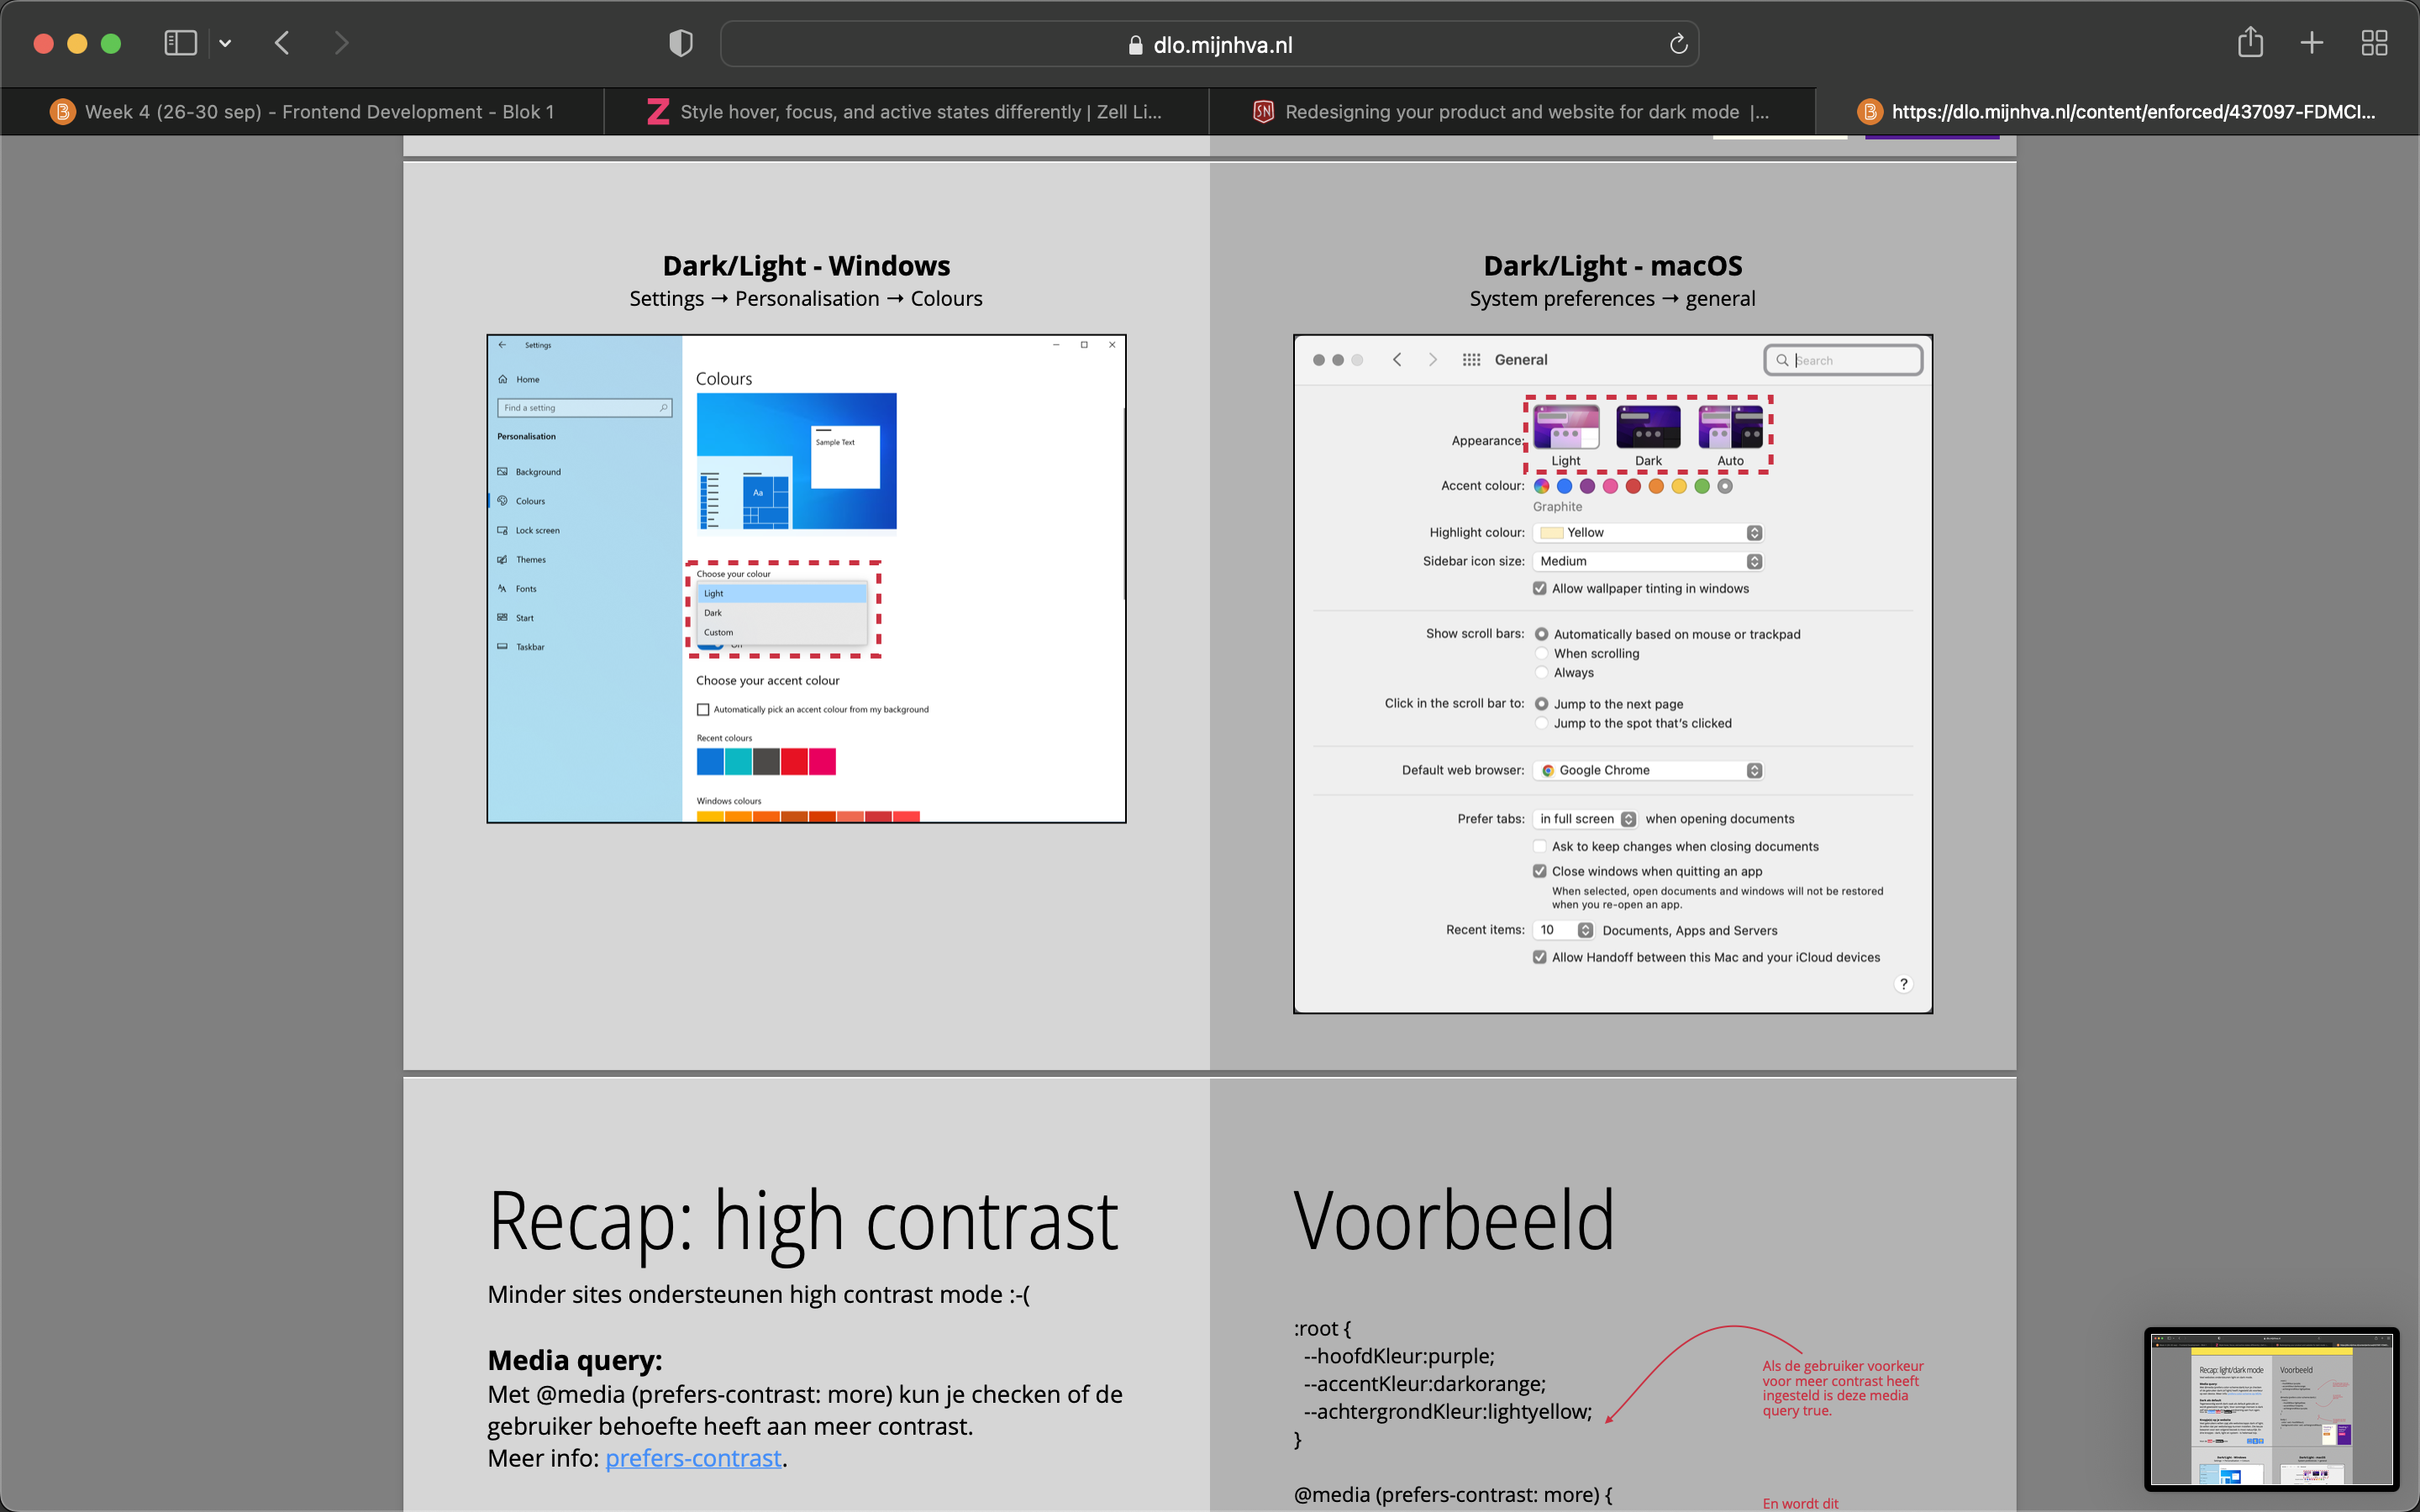 dlo.mijnhva.nl
Week 4 (26-30 sep) - Frontend Development - Blok 1
Style hover, focus, and active states differently | Zell Li...
Redesigning your product and website for dark mode |...
https://dlo.mijnhva.nl/content/enforced/437097-FDMCI...
Dark/Light - Windows
Settings → Personalisation → Colours
Settings
Home
Find a setting
Personalisation
Background
Colours
Lock screen
Themes
Fonts
Start
Taskbar
Colours
Sample Text
Aa
Choose your colour
Light
Dark
Custom
On
Choose your accent colour
Automatically pick an accent colour from my background
Recent colours
Windows colours
Dark/Light - macOS
System preferences → general
General
Search
Appearance:
Light
Dark
Auto
Accent colour:
Graphite
Highlight colour: Yellow
Sidebar icon size: Medium
Allow wallpaper tinting in windows
Show scroll bars: Automatically based on mouse or trackpad
When scrolling
Always
Click in the scroll bar to: Jump to the next page
Jump to the spot that's clicked
Default web browser: Google Chrome
Prefer tabs: in full screen when opening documents
Ask to keep changes when closing documents
Close windows when quitting an app
When selected, open documents and windows will not be restored
when you re-open an app.
Recent items: 10 Documents, Apps and Servers
Allow Handoff between this Mac and your iCloud devices
?
Recap: high contrast
Minder sites ondersteunen high contrast mode :-(
Media query:
Met @media (prefers-contrast: more) kun je checken of de
gebruiker behoefte heeft aan meer contrast.
Meer info: prefers-contrast.
Voorbeeld
:root {
--hoofdKleur:purple;
--accentKleur:darkorange;
--achtergrondKleur:lightyellow;
}
@media (prefers-contrast: more) {
Als de gebruiker voorkeur
voor meer contrast heeft
ingesteld is deze media
query true.
En wordt dit
Recap: light/dark mode
Voorbeeld